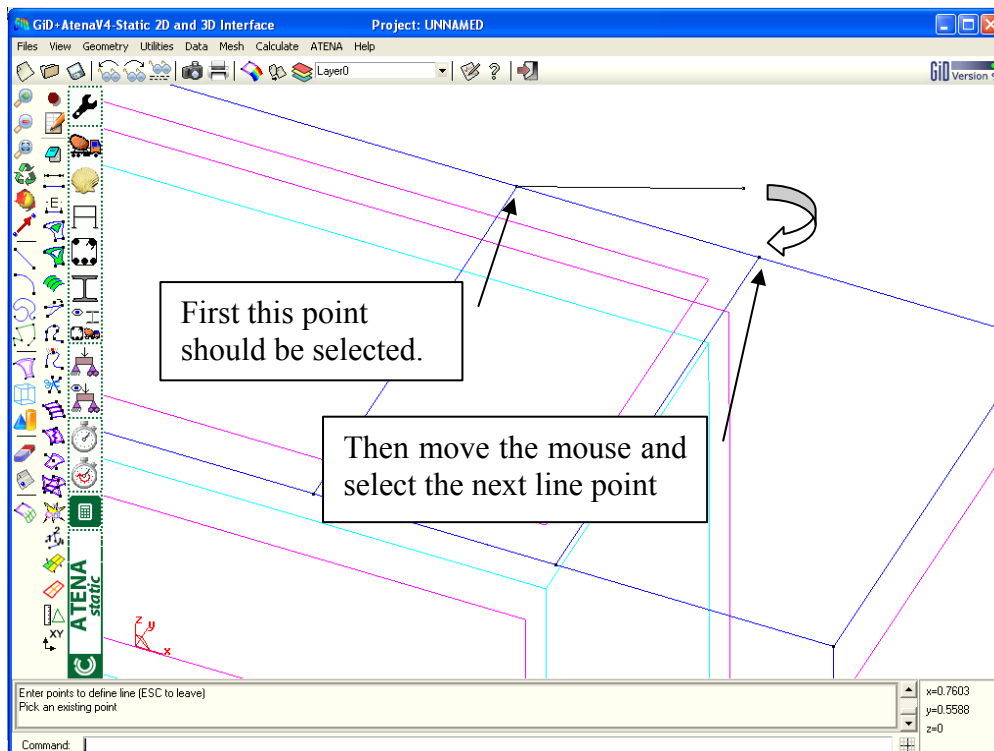 GiD+AtenaV4-Static 2D and 3D Interface Project: UNNAMED
Files View Geometry Utilities Data Mesh Calculate ATENA Help
Layer0
GiD Version
.E.
First this point
should be selected.
Then move the mouse and
select the next line point
z
y
x
XY
ATENA
static
Enter points to define line (ESC to leave)
Pick an existing point
x=0.7603
y=0.5588
z=0
Command: